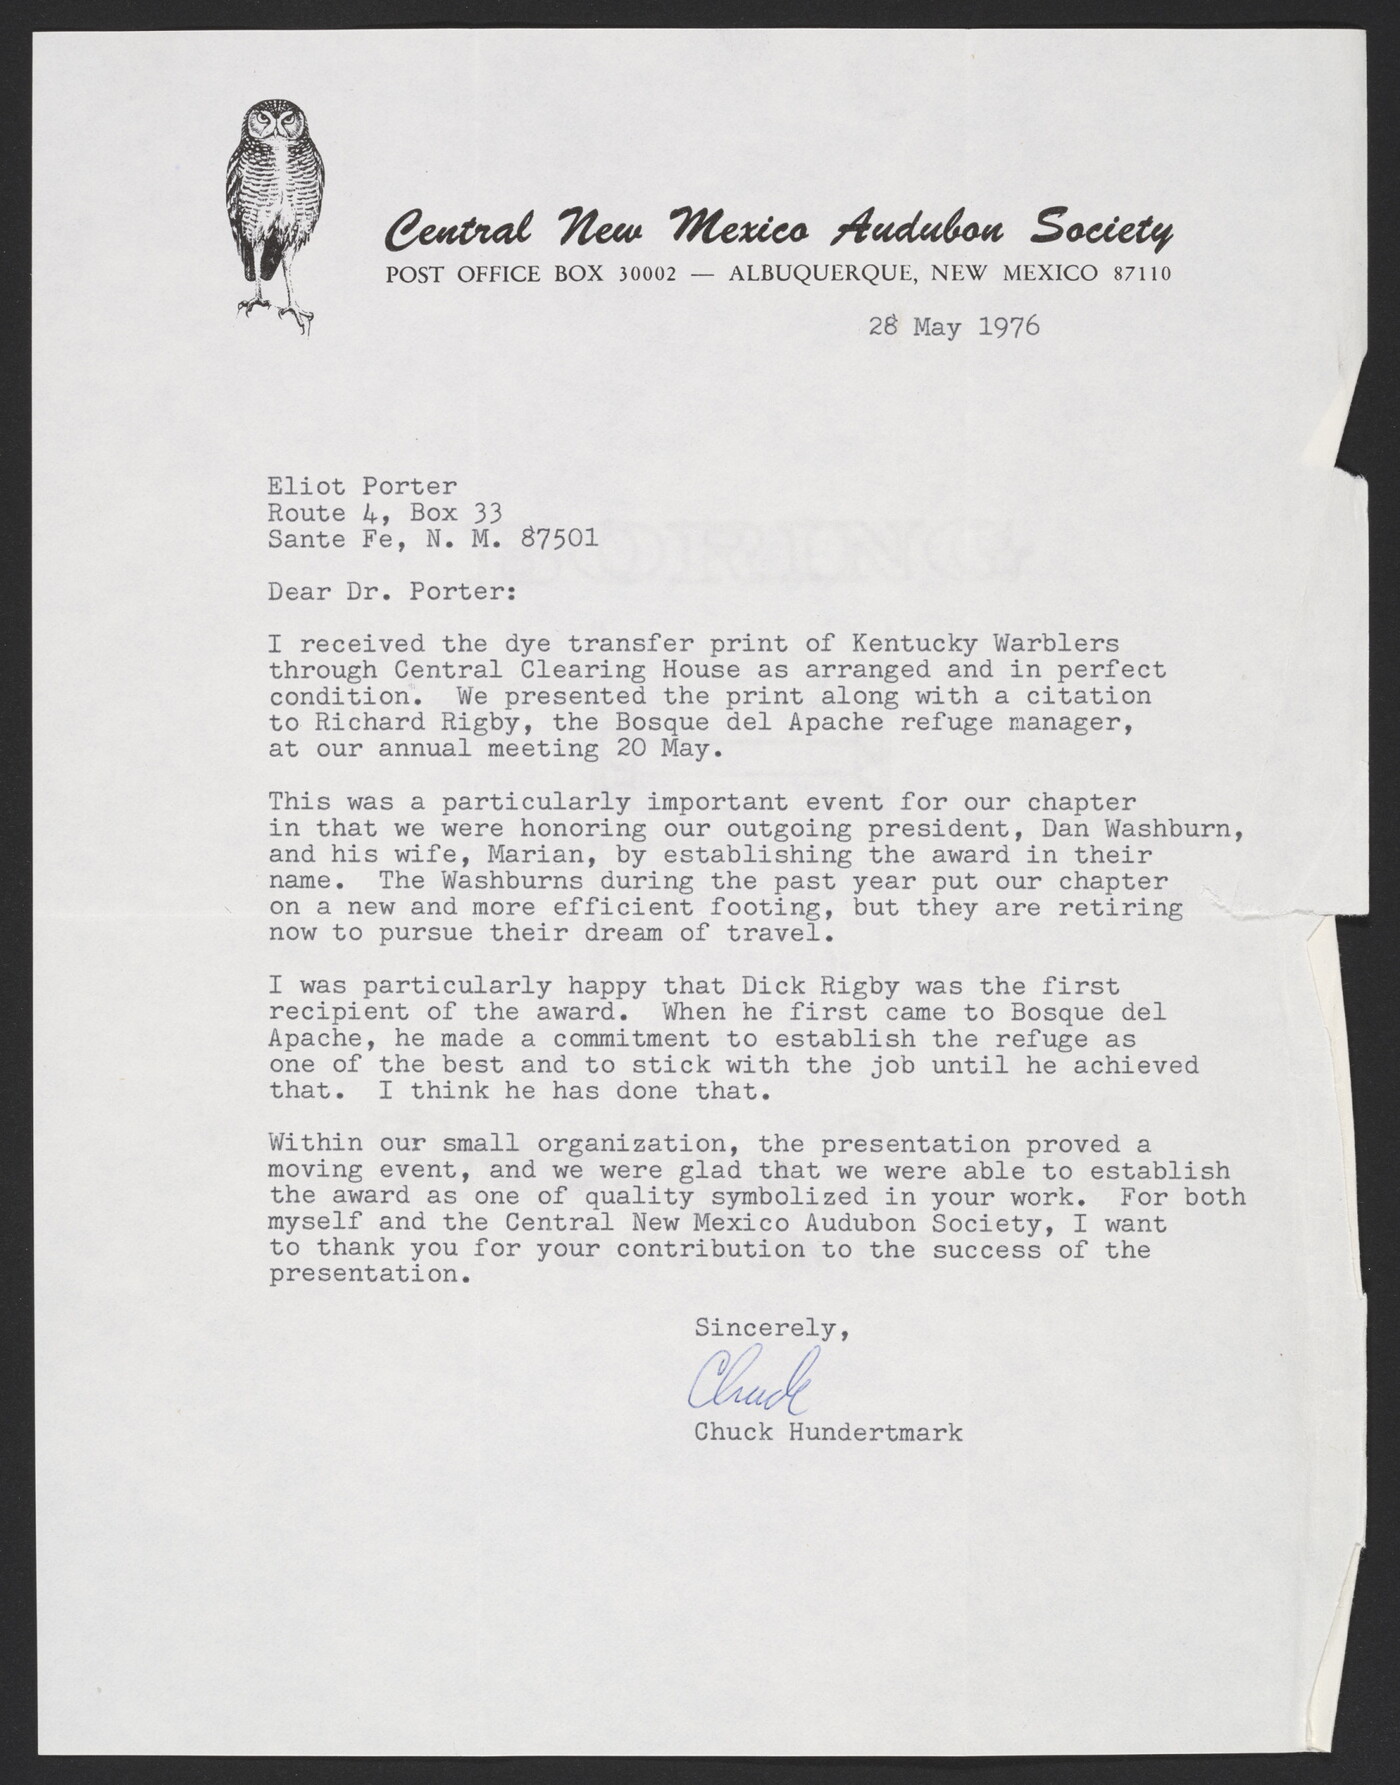 Central New Mexico Audubon Society
POST OFFICE BOX 30002 — ALBUQUERQUE, NEW MEXICO 87110
28 May 1976
Eliot Porter
Route 4, Box 33
Sante Fe, N. M. 87501
Dear Dr. Porter:
I received the dye transfer print of Kentucky Warblers
through Central Clearing House as arranged and in perfect
condition.  We presented the print along with a citation
to Richard Rigby, the Bosque del Apache refuge manager,
at our annual meeting 20 May.
This was a particularly important event for our chapter
in that we were honoring our outgoing president, Dan Washburn,
and his wife, Marian, by establishing the award in their
name.  The Washburns during the past year put our chapter
on a new and more efficient footing, but they are retiring
now to pursue their dream of travel.
I was particularly happy that Dick Rigby was the first
recipient of the award.  When he first came to Bosque del
Apache, he made a commitment to establish the refuge as
one of the best and to stick with the job until he achieved
that.  I think he has done that.
Within our small organization, the presentation proved a
moving event, and we were glad that we were able to establish
the award as one of quality symbolized in your work.  For both
myself and the Central New Mexico Audubon Society, I want
to thank you for your contribution to the success of the
presentation.
Sincerely,
Chuck
Chuck Hundertmark